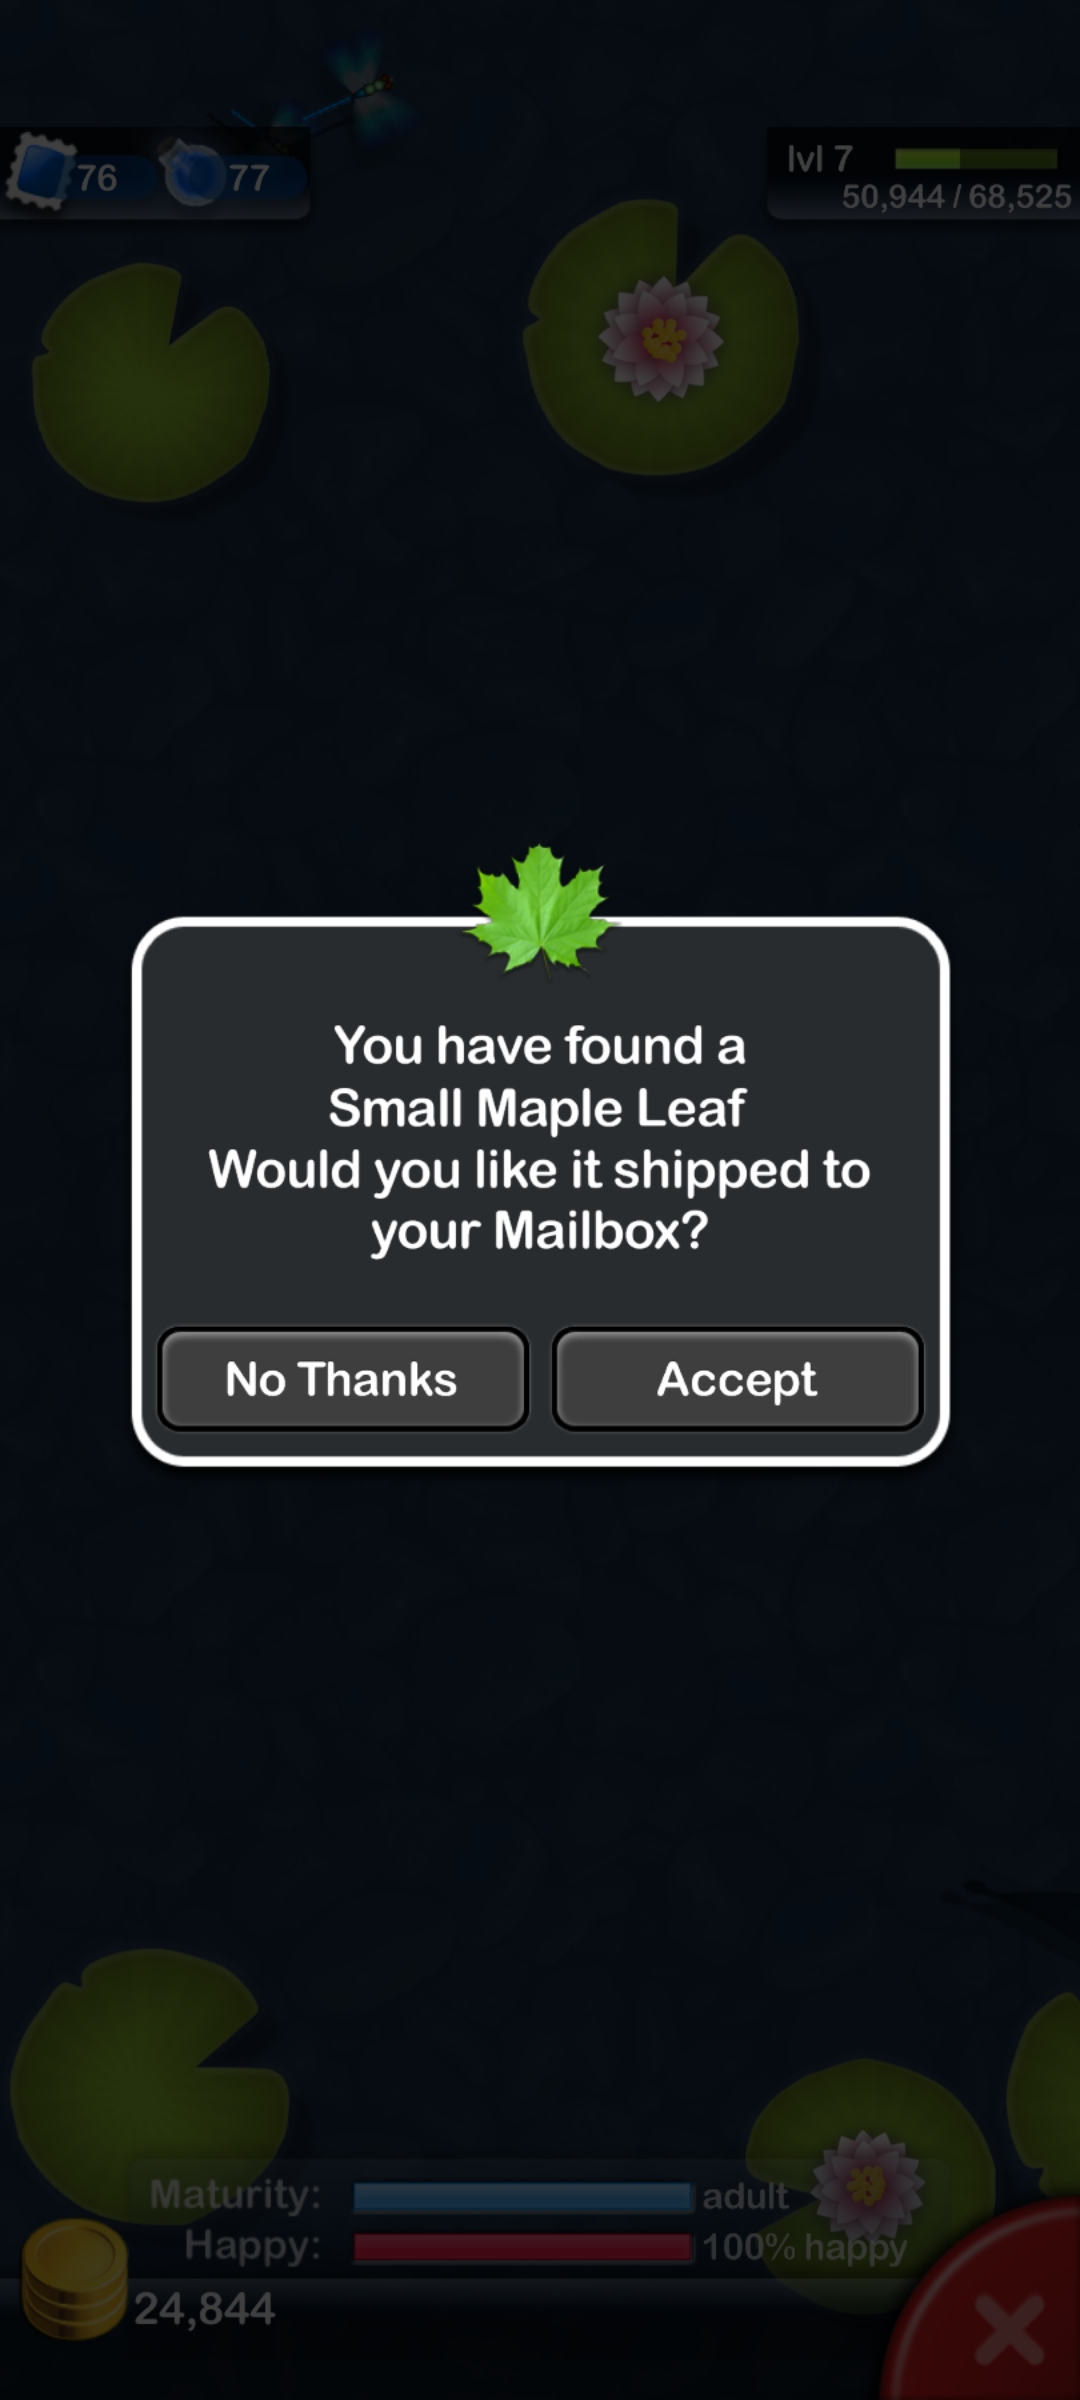 76 77
lvl 7
50,944 / 68,525
You have found a
Small Maple Leaf
Would you like it shipped to
your Mailbox?
No Thanks Accept
Maturity: adult
Happy: 100% happy
24,844